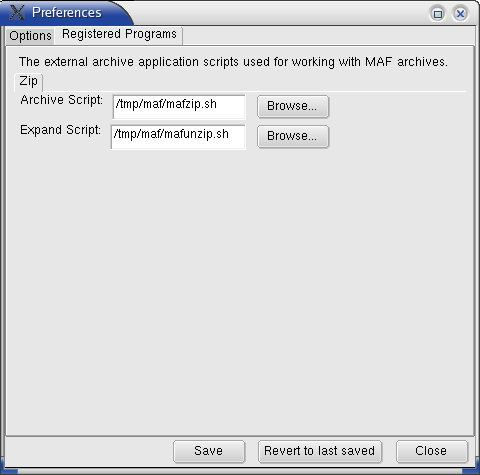 Preferences
Options Registered Programs
The external archive application scripts used for working with MAF archives.
Zip
Archive Script: /tmp/maf/mafzip.sh Browse...
Expand Script: /tmp/maf/mafunzip.sh Browse...
Save Revert to last saved Close